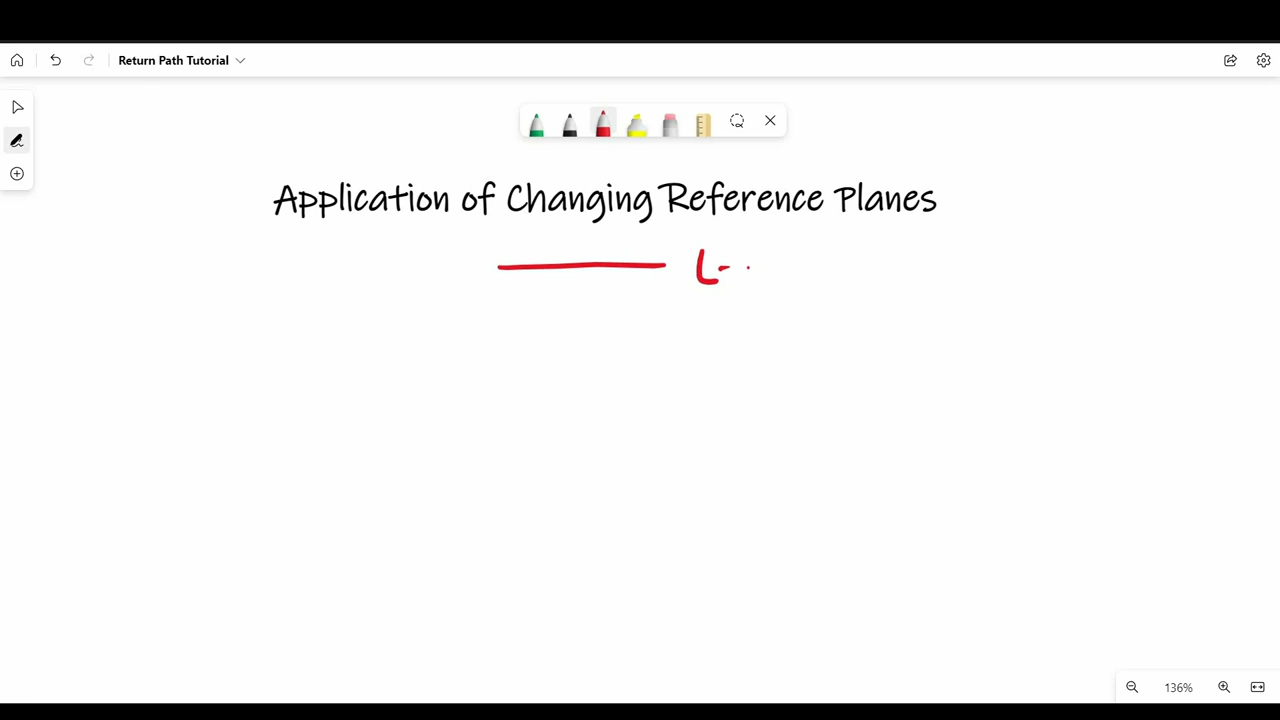 Return Path Tutorial
Application of Changing Reference Planes
L-
136%